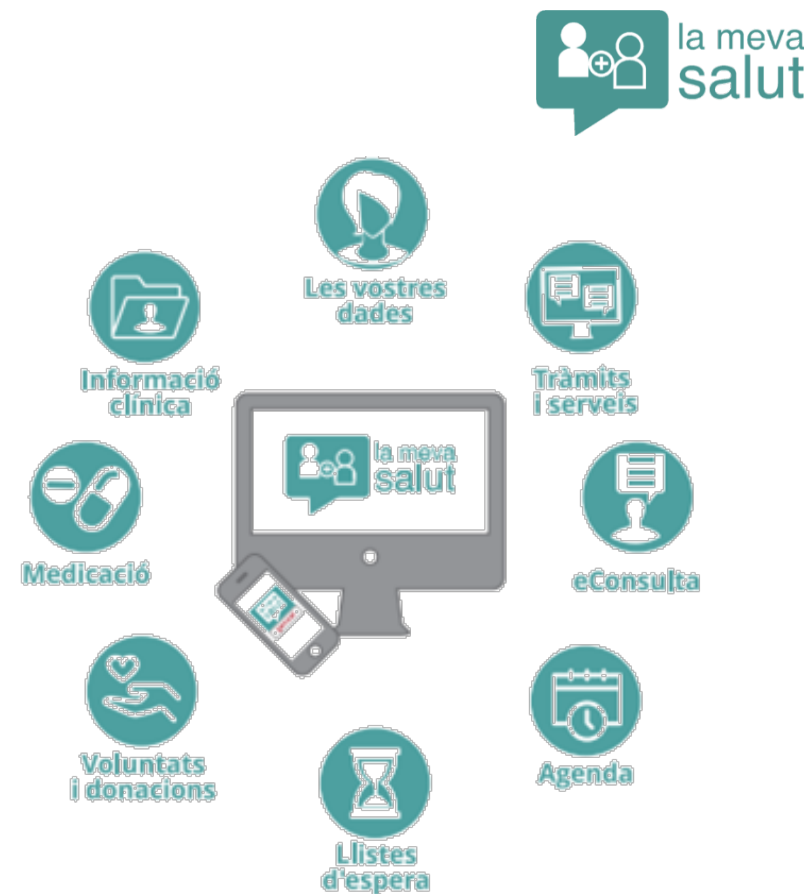 la meva
salut
Les vostres
dades
Informació
clínica
Tràmits
i serveis
la meva
salut
Medicació
eConsulta
Voluntats
i donacions
Agenda
Llistes
d'espera